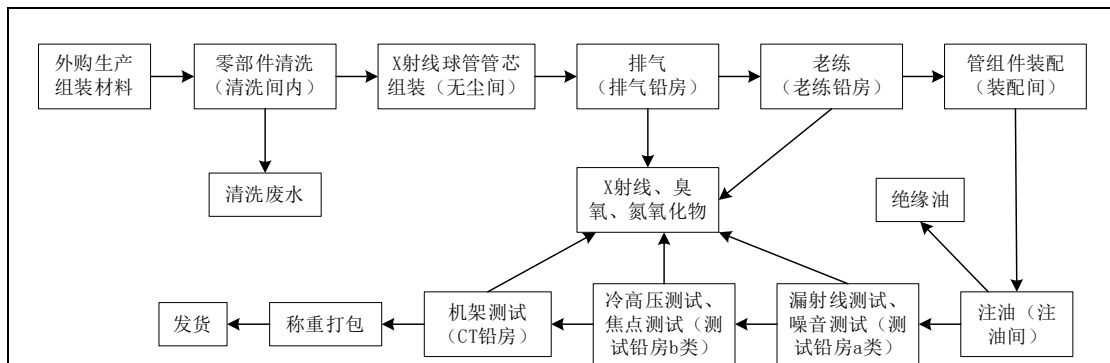 外购生产
组装材料
零部件清洗
（清洗间内）
X射线球管管芯
组装（无尘间）
排气
（排气铅房）
老练
（老练铅房）
管组件装配
（装配间）
清洗废水
X射线、臭
氧、氮氧化物
绝缘油
发货
称重打包
机架测试
（CT铅房）
冷高压测试、
焦点测试（测
试铅房b类）
漏射线测试、
噪音测试（测
试铅房a类）
注油（注
油间）